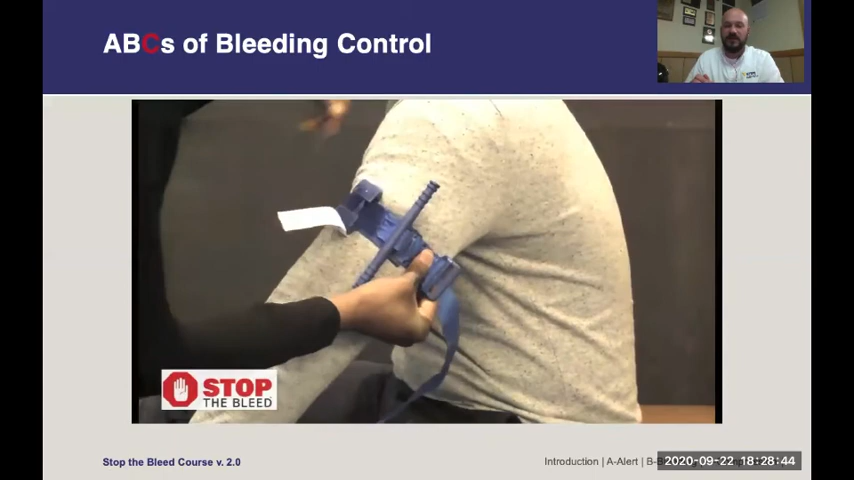 ABCs of Bleeding Control
STOP
THE BLEED
Stop the Bleed Course v. 2.0
Introduction | A-Alert | B-
2020-09-22 18:28:44